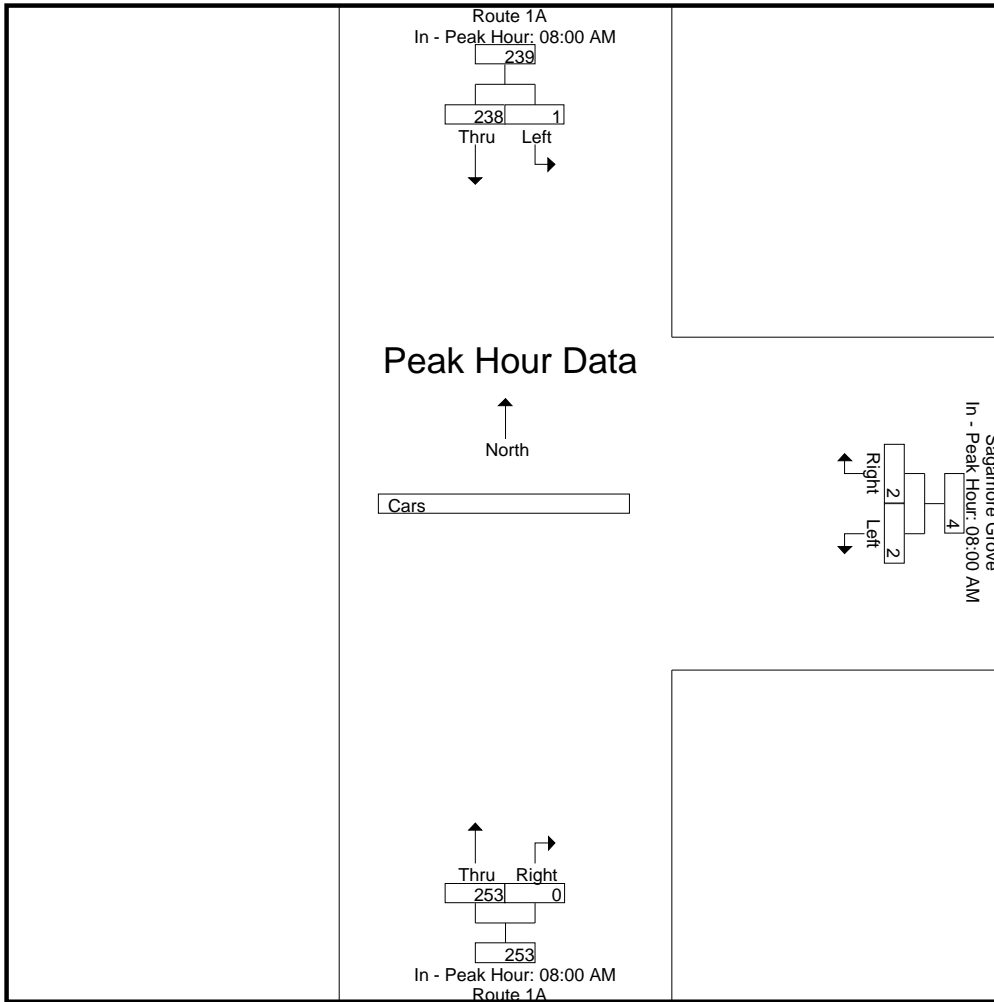 Route 1A
In - Peak Hour: 08:00 AM
239
238 1
Thru Left
Peak Hour Data
North
Cars
Sagamore Grove
In - Peak Hour: 08:00 AM
4
Right Left
2 2
Thru Right
253 0
253
In - Peak Hour: 08:00 AM
Route 1A